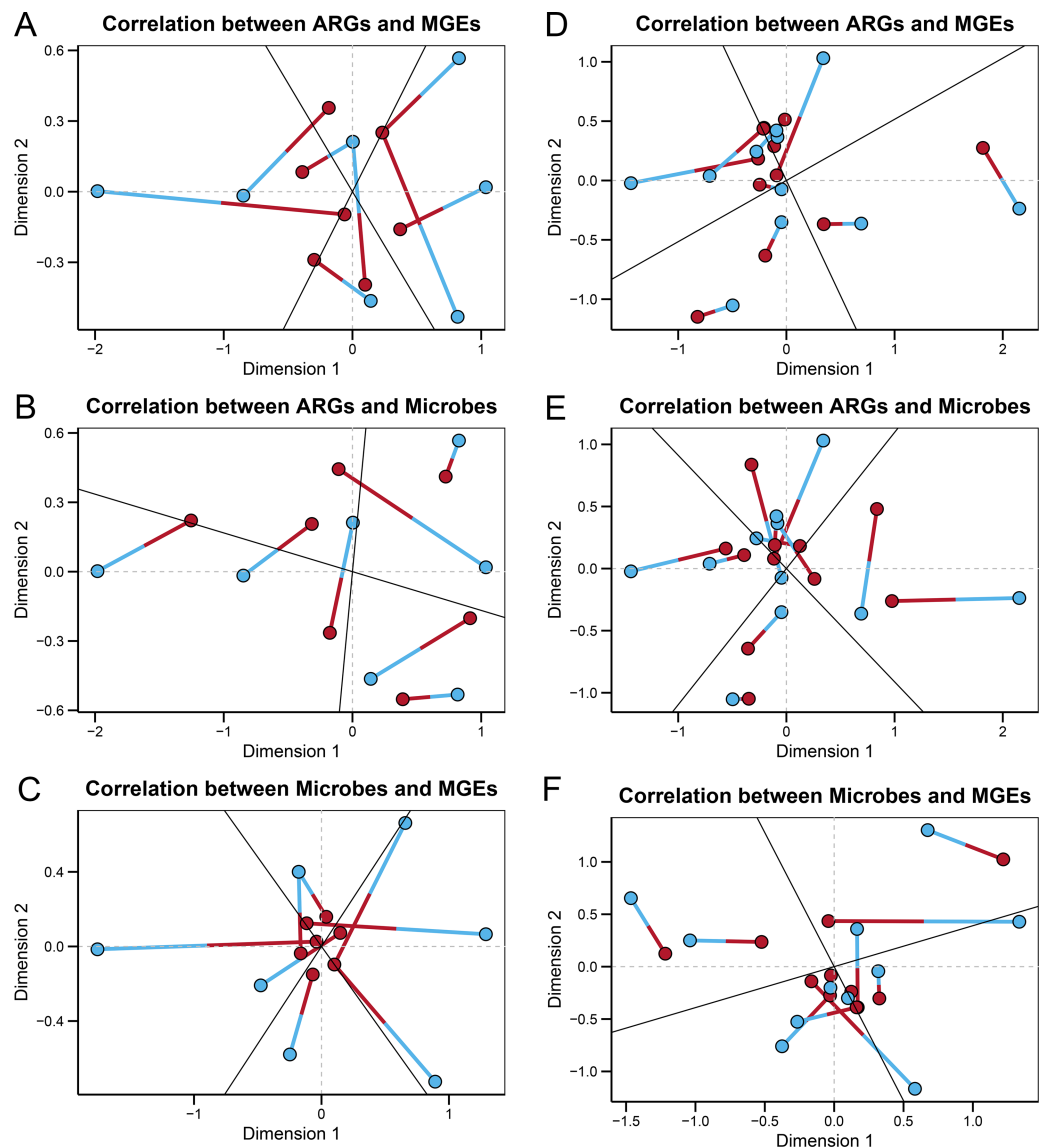 A
Correlation between ARGs and MGEs
Dimension 2
0.6
0.3
0.0
−0.3
−2
−1
0
1
Dimension 1
D
Correlation between ARGs and MGEs
Dimension 2
1.0
0.5
0.0
−0.5
−1.0
−1
0
1
2
Dimension 1
B
Correlation between ARGs and Microbes
Dimension 2
0.6
0.3
0.0
−0.3
−0.6
−2
−1
0
1
Dimension 1
E
Correlation between ARGs and Microbes
Dimension 2
1.0
0.5
0.0
−0.5
−1.0
−1
0
1
2
Dimension 1
C
Correlation between Microbes and MGEs
Dimension 2
0.4
0.0
−0.4
−1
0
1
Dimension 1
F
Correlation between Microbes and MGEs
Dimension 2
1.0
0.5
0.0
−0.5
−1.0
−1.5
−1.0
−0.5
0.0
0.5
1.0
Dimension 1